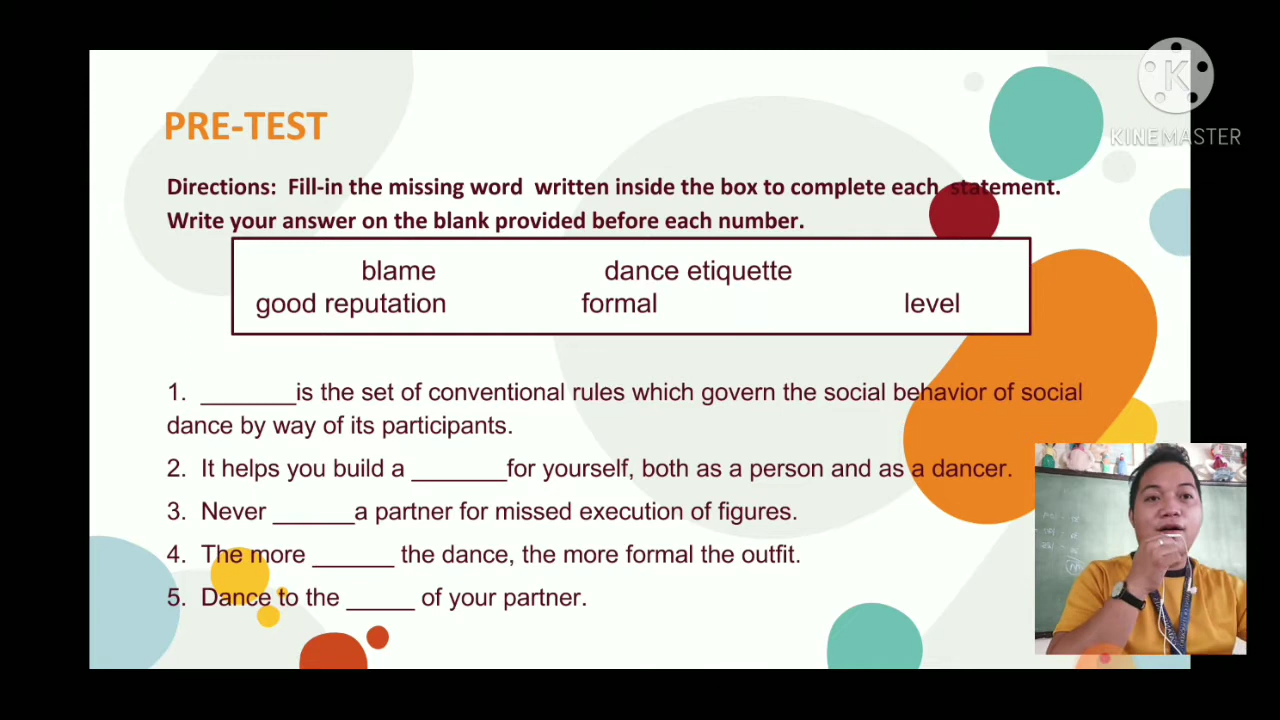 PRE-TEST
Directions: Fill-in the missing word written inside the box to complete each statement.
Write your answer on the blank provided before each number.
blame dance etiquette
good reputation formal level
1. _______is the set of conventional rules which govern the social behavior of social
dance by way of its participants.
2. It helps you build a _______for yourself, both as a person and as a dancer.
3. Never ______a partner for missed execution of figures.
4. The more ______ the dance, the more formal the outfit.
5. Dance to the _____ of your partner.
K
KINEMASTER